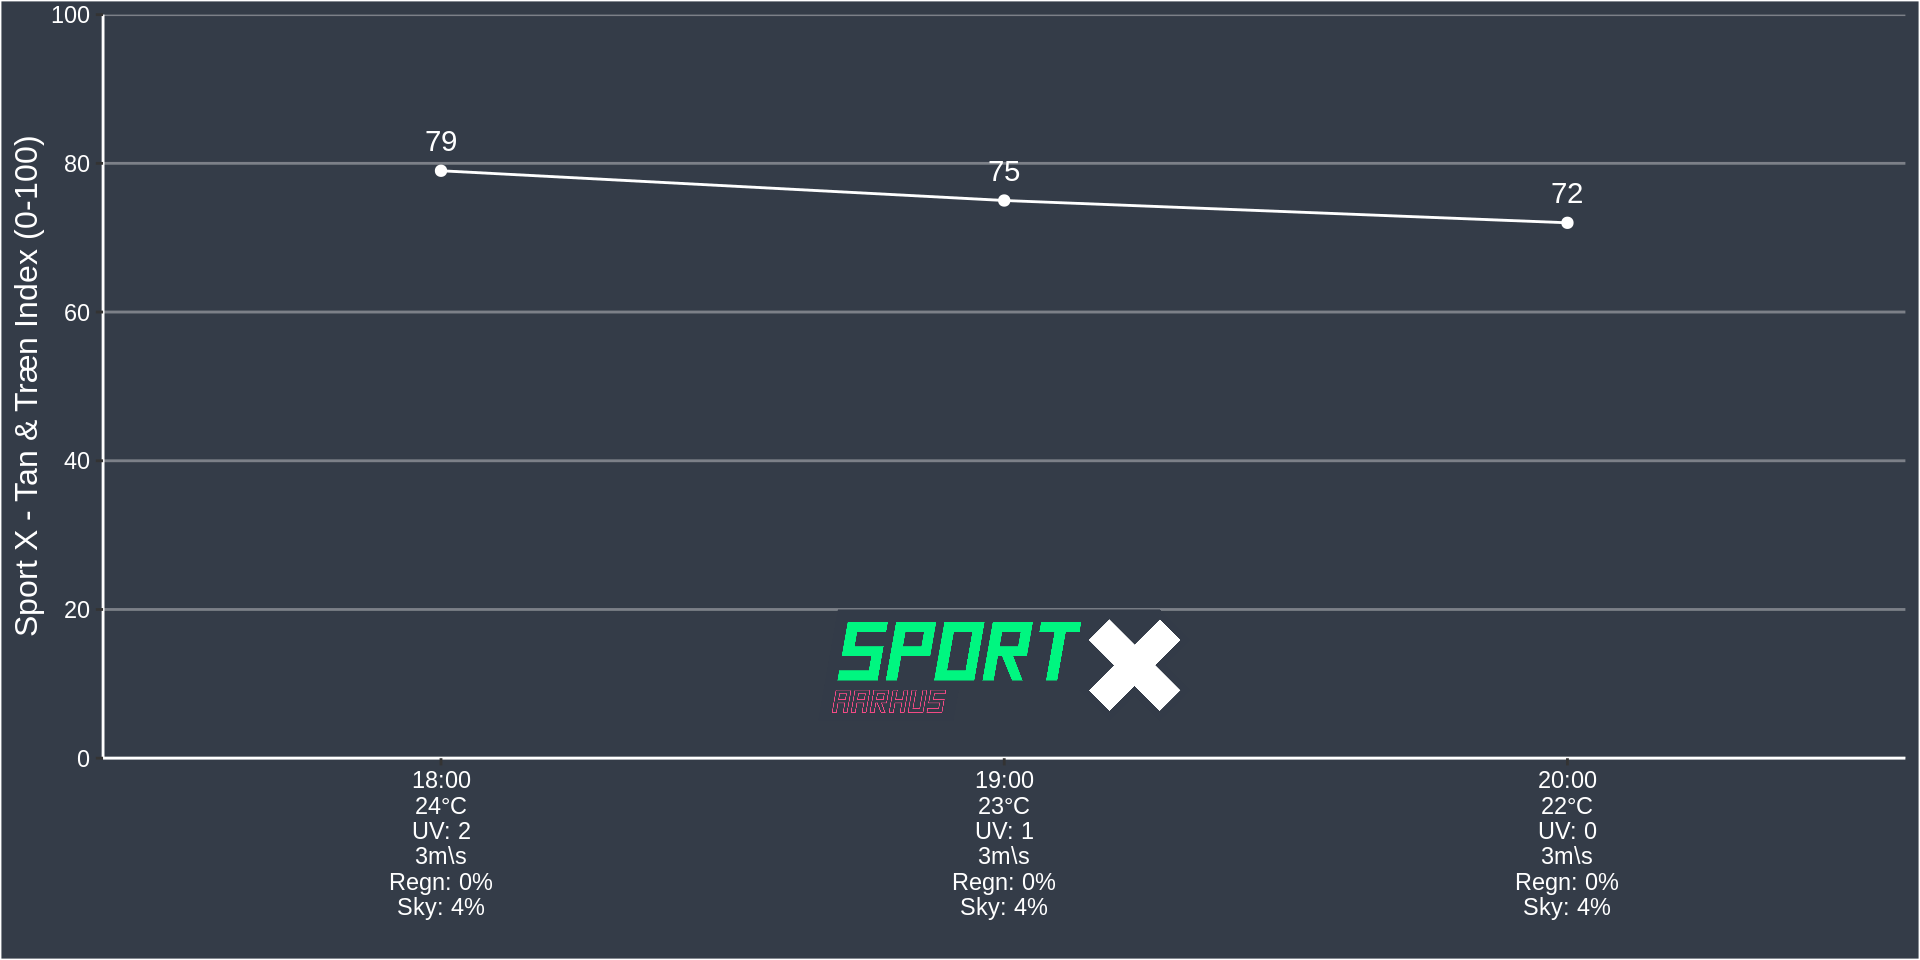 Sport X - Tan & Træn Index (0-100)
100
80
60
40
20
0
79
75
72
SPORT X
AARHUS
18:00
24°C
UV: 2
3m\s
Regn: 0%
Sky: 4%
19:00
23°C
UV: 1
3m\s
Regn: 0%
Sky: 4%
20:00
22°C
UV: 0
3m\s
Regn: 0%
Sky: 4%